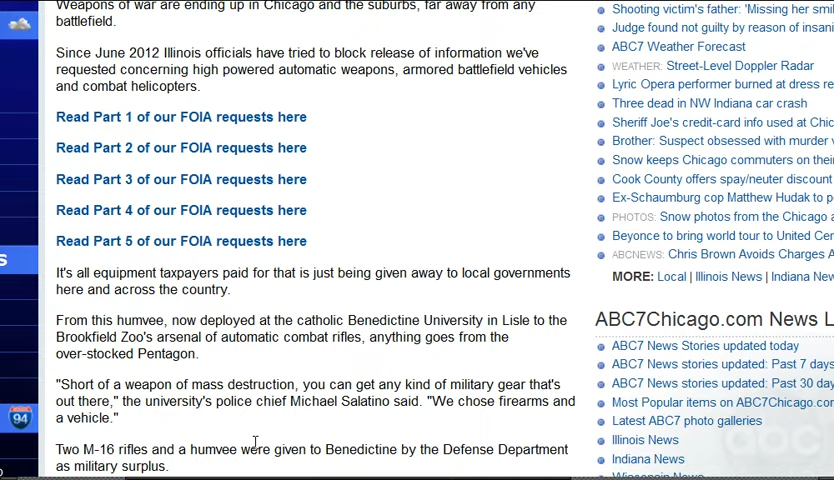 Weapons of war are ending up in Chicago and the suburbs, far away from any
battlefield.
Since June 2012 Illinois officials have tried to block release of information we've
requested concerning high powered automatic weapons, armored battlefield vehicles
and combat helicopters.
Read Part 1 of our FOIA requests here
Read Part 2 of our FOIA requests here
Read Part 3 of our FOIA requests here
Read Part 4 of our FOIA requests here
Read Part 5 of our FOIA requests here
It's all equipment taxpayers paid for that is just being given away to local governments
here and across the country.
From this humvee, now deployed at the catholic Benedictine University in Lisle to the
Brookfield Zoo's arsenal of automatic combat rifles, anything goes from the
over-stocked Pentagon.
"Short of a weapon of mass destruction, you can get any kind of military gear that's
out there," the university's police chief Michael Salatino said. "We chose firearms and
a vehicle."
Two M-16 rifles and a humvee were given to Benedictine by the Defense Department
as military surplus.
Shooting victim's father: 'Missing her smi
Judge found not guilty by reason of insani
ABC7 Weather Forecast
WEATHER: Street-Level Doppler Radar
Lyric Opera performer burned at dress re
Three dead in NW Indiana car crash
Sheriff Joe's credit-card info used at Chic
Brother: Suspect obsessed with murder v
Snow keeps Chicago commuters on their
Cook County offers spay/neuter discount
Ex-Schaumburg cop Matthew Hudak to p
PHOTOS: Snow photos from the Chicago a
Beyonce to bring world tour to United Cer
ABCNEWS: Chris Brown Avoids Charges A
MORE: Local | Illinois News | Indiana New
ABC7Chicago.com News L
ABC7 News Stories updated today
ABC7 News stories updated: Past 7 days
ABC7 News stories updated: Past 30 day
Most Popular items on ABC7Chicago.com
Latest ABC7 photo galleries
Illinois News
Indiana News
Wisconsin News
s
94